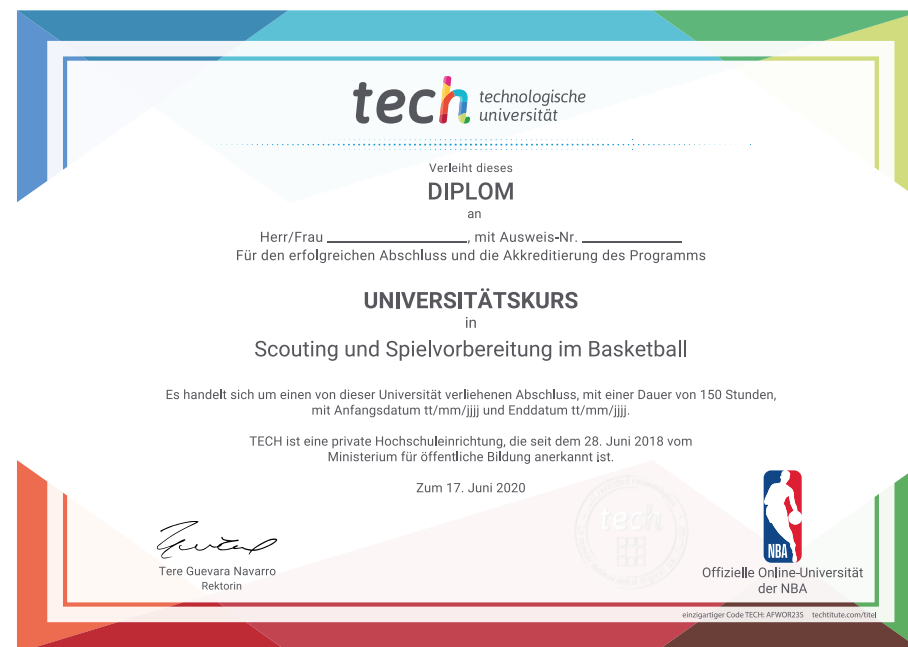 tech technologische
universität
Verleiht dieses
DIPLOM
an
Herr/Frau ____________, mit Ausweis-Nr. ____________
Für den erfolgreichen Abschluss und die Akkreditierung des Programms
UNIVERSITÄTSKURS
in
Scouting und Spielvorbereitung im Basketball
Es handelt sich um einen von dieser Universität verliehenen Abschluss, mit einer Dauer von 150 Stunden,
mit Anfangsdatum tt/mm/jjjj und Enddatum tt/mm/jjjj.
TECH ist eine private Hochschuleinrichtung, die seit dem 28. Juni 2018 vom
Ministerium für öffentliche Bildung anerkannt ist.
Zum 17. Juni 2020
tech
NBA
Tere Guevara Navarro
Rektorin
Offizielle Online-Universität
der NBA
einzigartiger Code TECH: AFWOR23S techtitute.com/titel